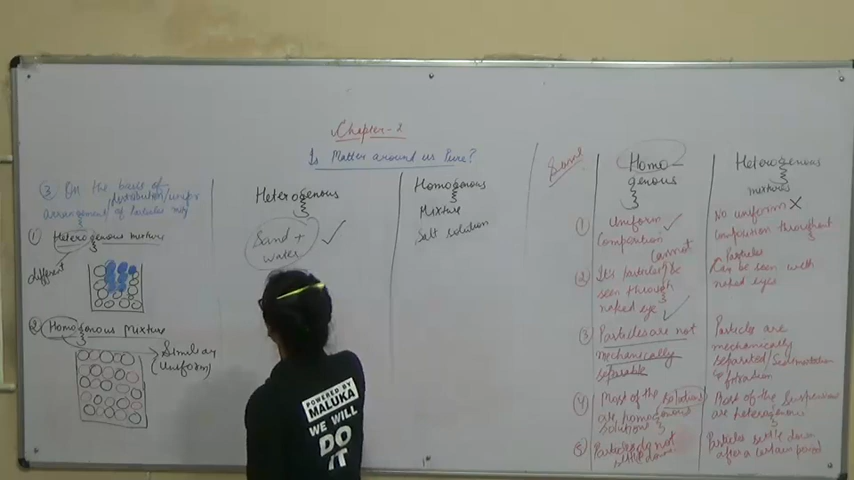 Chapter-2
Is Matter around us Pure?
③ On the basis of
distribution/
arrangement/of Particles
① Heterogenous mixture
different
② Homogenous Mixture
Similar
(Uniform)
Heterogenous
Sand +
water
Homogenous
Mixture
Salt solution
Homo-
genous
① Uniform
Composition
cannot
② Its particles be
seen through
naked eye
③ Particles are not
mechanically
separable
④ Most of the solutions
are homogenous
solutions
⑤ Particles do not
settle down
Heterogenous
mixtures
No uniform X
Composition throughout
Particles
Can be seen with
naked eyes
Particles are
mechanically
separated/Sedimentation
filtration
Most of the Suspensions
are heterogenous
Particles settle down
after a certain period
POWERED BY
MALUKA
WE WILL
DO
IT